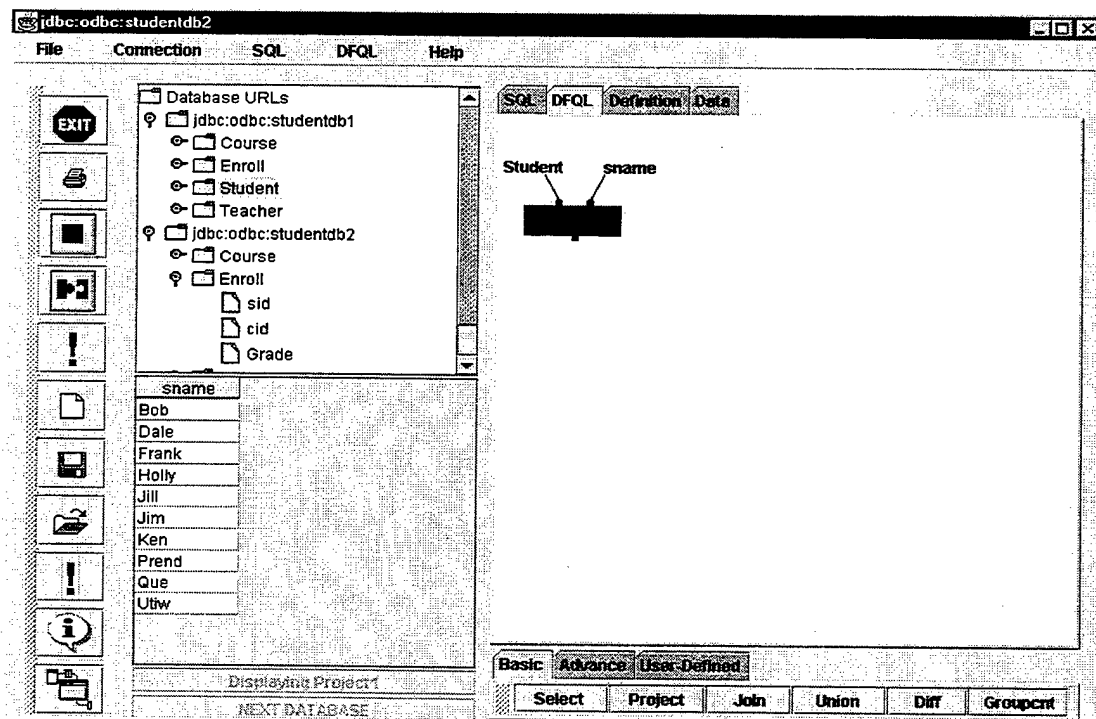 jdbc:odbc:studentdb2
File Connection SQL DFQL Help
EXIT
Database URLs
jdbc:odbc:studentdb1
Course
Enroll
Student
Teacher
jdbc:odbc:studentdb2
Course
Enroll
sid
cid
Grade
sname
Bob
Dale
Frank
Holly
Jill
Jim
Ken
Prend
Que
Utiw
Displaying Project1
NEXT DATABASE
SQL DFQL Definition Data
Student sname
Basic Advance User-Defined
Select Project Join Union Diff Groupcnt